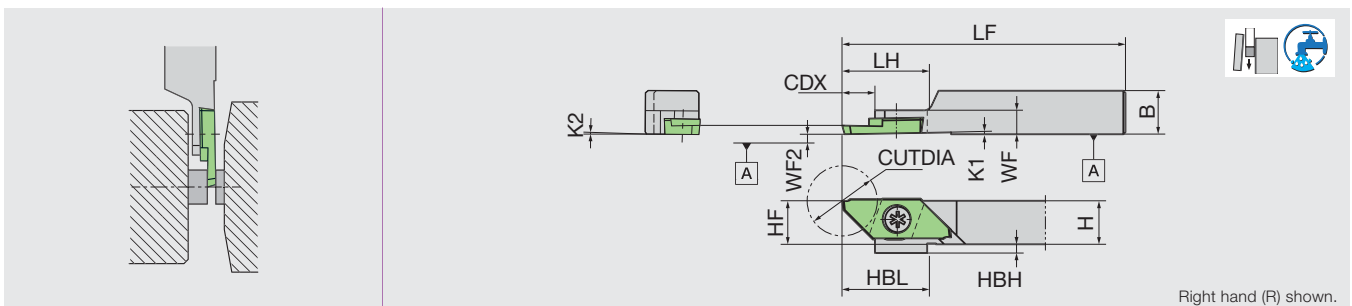 LF
LH
CDX
K2
B
A
WF2
CUTDIA
K1
WF
A
HF
H
HBL
HBH
Right hand (R) shown.